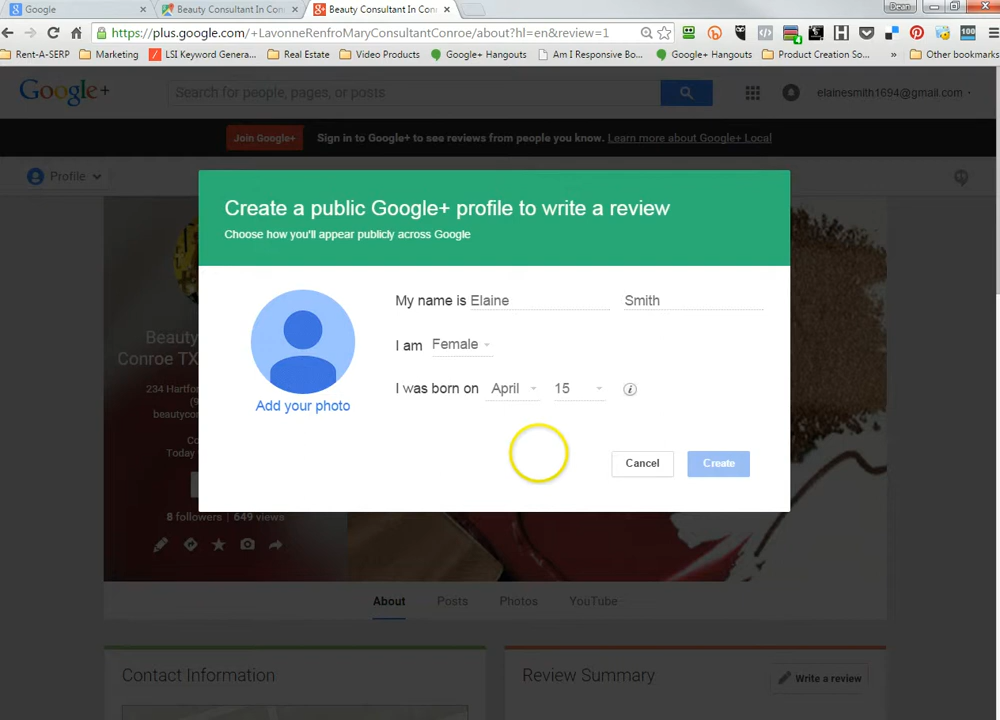 Google
Beauty Consultant In Con
Beauty Consultant In Con
Dean
https://plus.google.com/+LavonneRenfroMaryConsultantConroe/about?hl=en&review=1
Rent-A-SERP
Marketing
LSI Keyword Genera...
Real Estate
Video Products
Google+ Hangouts
Am I Responsive Bo...
Google+ Hangouts
Product Creation So...
»
Other bookmarks
100
Google+
Search for people, pages, or posts
elainesmith1694@gmail.com
Join Google+
Sign in to Google+ to see reviews from people you know. Learn more about Google+ Local
Profile
Create a public Google+ profile to write a review
Choose how you'll appear publicly across Google
My name is Elaine Smith
I am Female
I was born on April 15
Add your photo
Cancel
Create
Beauty
Conroe TX
234 Hartfor
beautycon
Co
Today
8 followers | 649 views
About
Posts
Photos
YouTube
Contact Information
Review Summary
Write a review